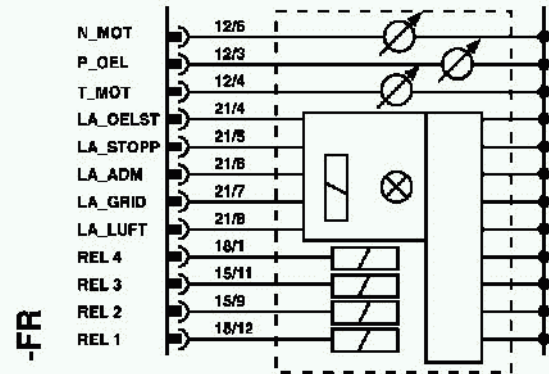 N_MOT 12/5
P_OEL 12/3
T_MOT 12/4
LA_OELST 21/4
LA_STOPP 21/5
LA_ADM 21/6
LA_GRID 21/7
LA_LUFT 21/8
REL 4 18/1
REL 3 15/11
REL 2 15/9
REL 1 18/12
-FR